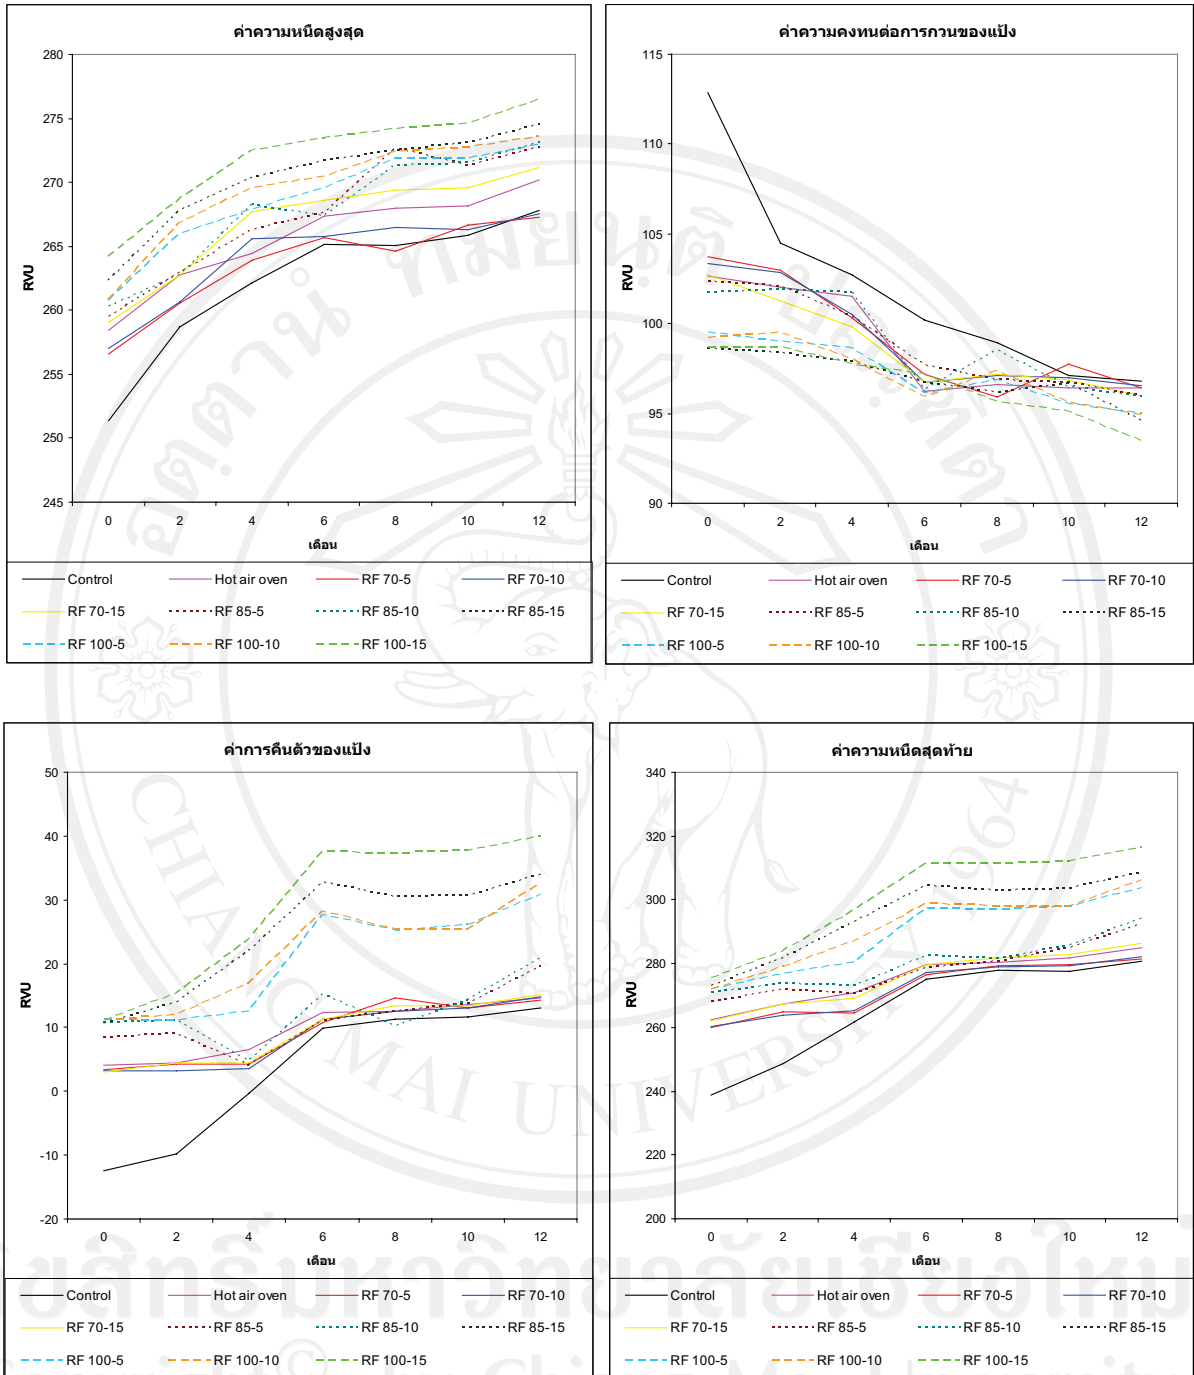 ค่าความหนืดสูงสุด
280
275
270
265
260
255
250
245
RVU
0 2 4 6 8 10 12
เดือน
Control Hot air oven RF 70-5 RF 70-10
RF 70-15 RF 85-5 RF 85-10 RF 85-15
RF 100-5 RF 100-10 RF 100-15
ค่าความคงทนต่อการกวนของแป้ง
115
110
105
100
95
90
RVU
0 2 4 6 8 10 12
เดือน
Control Hot air oven RF 70-5 RF 70-10
RF 70-15 RF 85-5 RF 85-10 RF 85-15
RF 100-5 RF 100-10 RF 100-15
ค่าการคืนตัวของแป้ง
50
40
30
20
10
0
-10
-20
RVU
0 2 4 6 8 10 12
เดือน
Control Hot air oven RF 70-5 RF 70-10
RF 70-15 RF 85-5 RF 85-10 RF 85-15
RF 100-5 RF 100-10 RF 100-15
ค่าความหนืดสุดท้าย
340
320
300
280
260
240
220
200
RVU
0 2 4 6 8 10 12
เดือน
Control Hot air oven RF 70-5 RF 70-10
RF 70-15 RF 85-5 RF 85-10 RF 85-15
RF 100-5 RF 100-10 RF 100-15
CHIANG MAI UNIVERSITY 1964